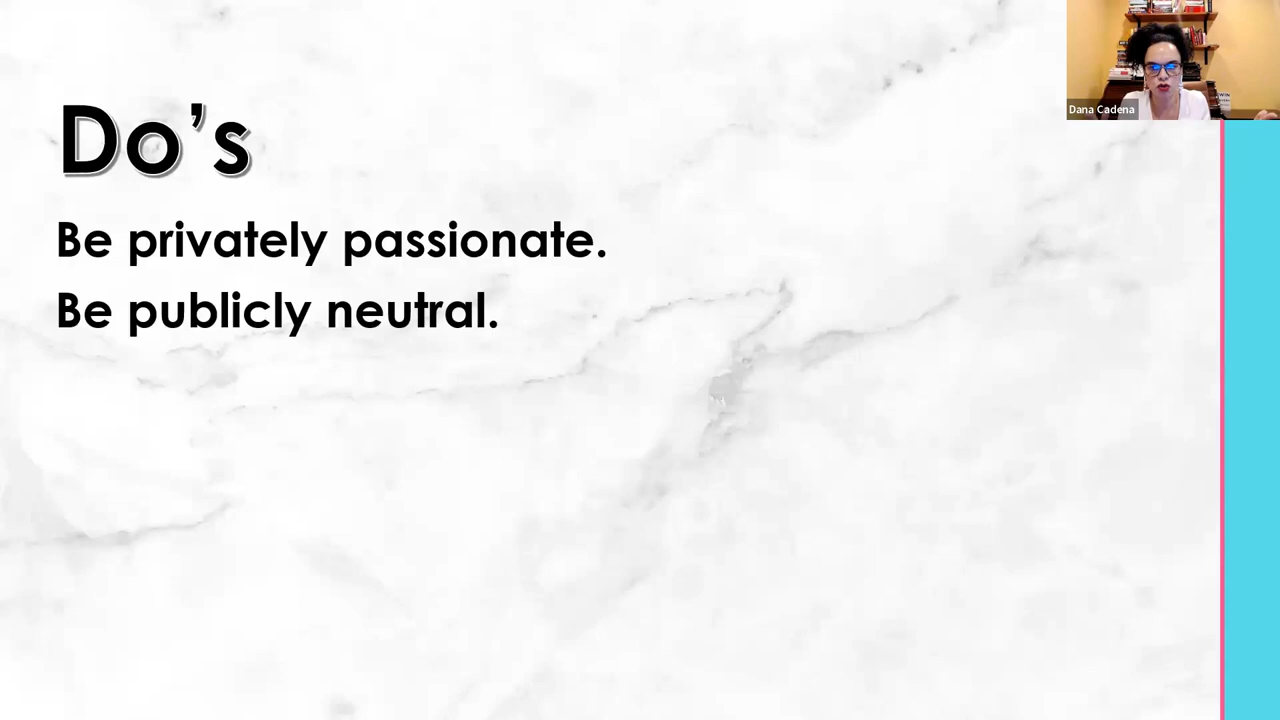 Do’s
Be privately passionate.
Be publicly neutral.
Dana Cadena